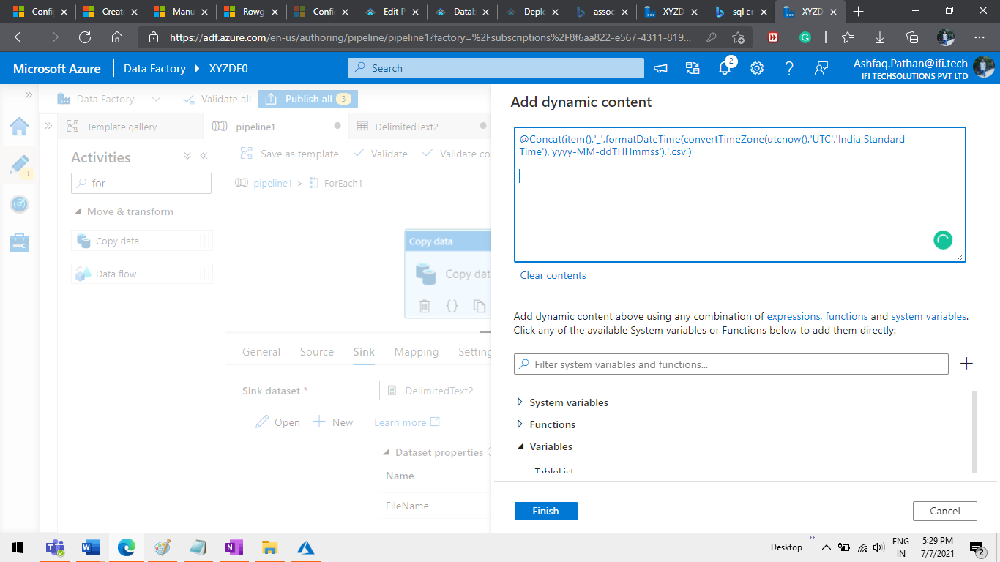 Confi
Create
Manu
Rowg
Config
Edit P
Datab
Deplo
assoc
XYZD
sql er
XYZD
https://adf.azure.com/en-us/authoring/pipeline/pipeline1?factory=%2Fsubscriptions%2F8f6aa822-e567-4311-819...
Microsoft Azure
Data Factory
XYZDF0
Search
2
Ashfaq.Pathan@ifi.tech
IFI TECHSOLUTIONS PVT LTD
Data Factory
Validate all
Publish all 3
Template gallery
pipeline1
DelimitedText2
3
Activities
for
Move & transform
Copy data
Data flow
Save as template
Validate
Validate co
pipeline1 > ForEach1
Copy data
Copy dat
General
Source
Sink
Mapping
Setting
Sink dataset *
DelimitedText2
Open
New
Learn more
Dataset properties
Name
FileName
Add dynamic content
@Concat(item(),'_',formatDateTime(convertTimeZone(utcnow(),'UTC','India Standard
Time'),'yyyy-MM-ddTHHmmss'),'.csv')
Clear contents
Add dynamic content above using any combination of expressions, functions and system variables.
Click any of the available System variables or Functions below to add them directly:
Filter system variables and functions...
System variables
Functions
Variables
TableList
Finish
Cancel
Desktop
ENG
IN
5:29 PM
7/7/2021
2